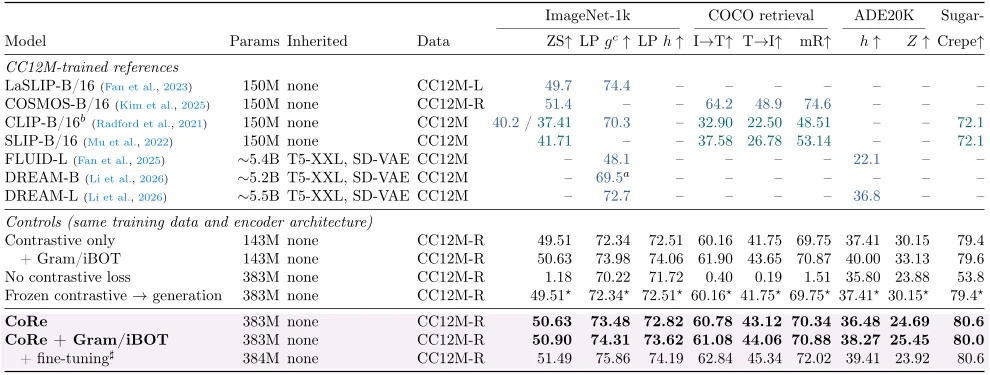 ImageNet-1k COCO retrieval ADE20K Sugar-
Model Params Inherited Data ZS↑ LP gᶜ ↑ LP h ↑ I→T↑ T→I↑ mR↑ h ↑ Z ↑ Crepe↑
CC12M-trained references
LaSLIP-B/16 (Fan et al., 2023) 150M none CC12M-L 49.7 74.4 – – – – – – –
COSMOS-B/16 (Kim et al., 2025) 150M none CC12M-R 51.4 – – 64.2 48.9 74.6 – – –
CLIP-B/16ᵇ (Radford et al., 2021) 150M none CC12M 40.2 / 37.41 70.3 – 32.90 22.50 48.51 – – 72.1
SLIP-B/16 (Mu et al., 2022) 150M none CC12M 41.71 – – 37.58 26.78 53.14 – – 72.1
FLUID-L (Fan et al., 2025) ~5.4B T5-XXL, SD-VAE CC12M – 48.1 – – – – 22.1 – –
DREAM-B (Li et al., 2026) ~5.2B T5-XXL, SD-VAE CC12M – 69.5ᵃ – – – – – – –
DREAM-L (Li et al., 2026) ~5.5B T5-XXL, SD-VAE CC12M – 72.7 – – – – 36.8 – –
Controls (same training data and encoder architecture)
Contrastive only 143M none CC12M-R 49.51 72.34 72.51 60.16 41.75 69.75 37.41 30.15 79.4
+ Gram/iBOT 143M none CC12M-R 50.63 73.98 74.06 61.90 43.65 70.87 40.00 33.13 79.6
No contrastive loss 383M none CC12M-R 1.18 70.22 71.72 0.40 0.19 1.51 35.80 23.88 53.8
Frozen contrastive → generation 383M none CC12M-R 49.51⋆ 72.34⋆ 72.51⋆ 60.16⋆ 41.75⋆ 69.75⋆ 37.41⋆ 30.15⋆ 79.4⋆
CoRe 383M none CC12M-R 50.63 73.48 72.82 60.78 43.12 70.34 36.48 24.69 80.6
CoRe + Gram/iBOT 383M none CC12M-R 50.90 74.31 73.62 61.08 44.06 70.88 38.27 25.45 80.0
+ fine-tuning♯ 384M none CC12M-R 51.49 75.86 74.19 62.84 45.34 72.02 39.41 23.92 80.6